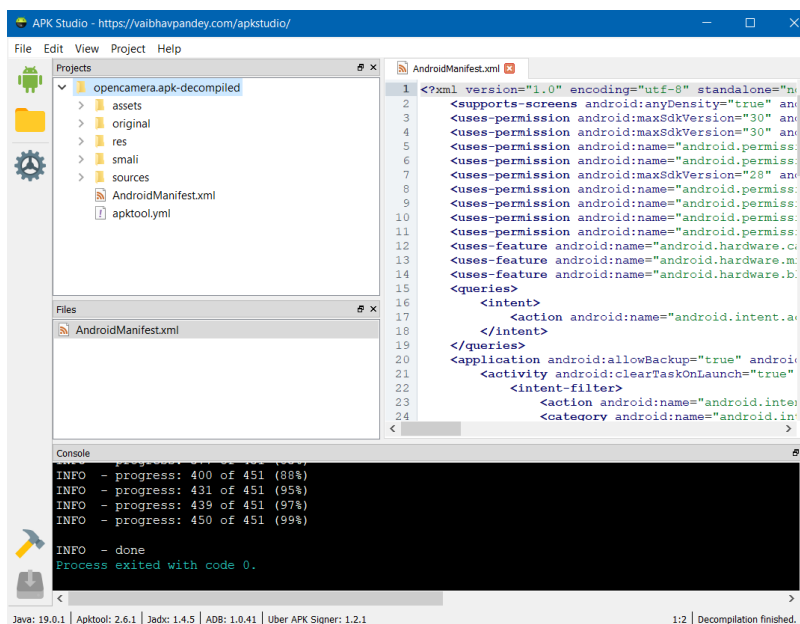 APK Studio - https://vaibhavpandey.com/apkstudio/
File Edit View Project Help
Projects
opencamera.apk-decompiled
assets
original
res
smali
sources
AndroidManifest.xml
apktool.yml
Files
AndroidManifest.xml
AndroidManifest.xml
1 <?xml version="1.0" encoding="utf-8" standalone="no
2 <supports-screens android:anyDensity="true" and
3 <uses-permission android:maxSdkVersion="30" and
4 <uses-permission android:maxSdkVersion="30" and
5 <uses-permission android:name="android.permiss
6 <uses-permission android:name="android.permiss
7 <uses-permission android:maxSdkVersion="28" and
8 <uses-permission android:name="android.permiss
9 <uses-permission android:name="android.permiss
10 <uses-permission android:name="android.permiss
11 <uses-permission android:name="android.permiss
12 <uses-feature android:name="android.hardware.ca
13 <uses-feature android:name="android.hardware.mi
14 <uses-feature android:name="android.hardware.bl
15 <queries>
16 <intent>
17 <action android:name="android.intent.ac
18 </intent>
19 </queries>
20 <application android:allowBackup="true" android
21 <activity android:clearTaskOnLaunch="true"
22 <intent-filter>
23 <action android:name="android.inten
24 <category android:name="android.int
Console
INFO - progress: 400 of 451 (88%)
INFO - progress: 431 of 451 (95%)
INFO - progress: 439 of 451 (97%)
INFO - progress: 450 of 451 (99%)
INFO - done
Process exited with code 0.
Java: 19.0.1 Apktool: 2.6.1 Jadx: 1.4.5 ADB: 1.0.41 Uber APK Signer: 1.2.1 1:2 Decompilation finished.